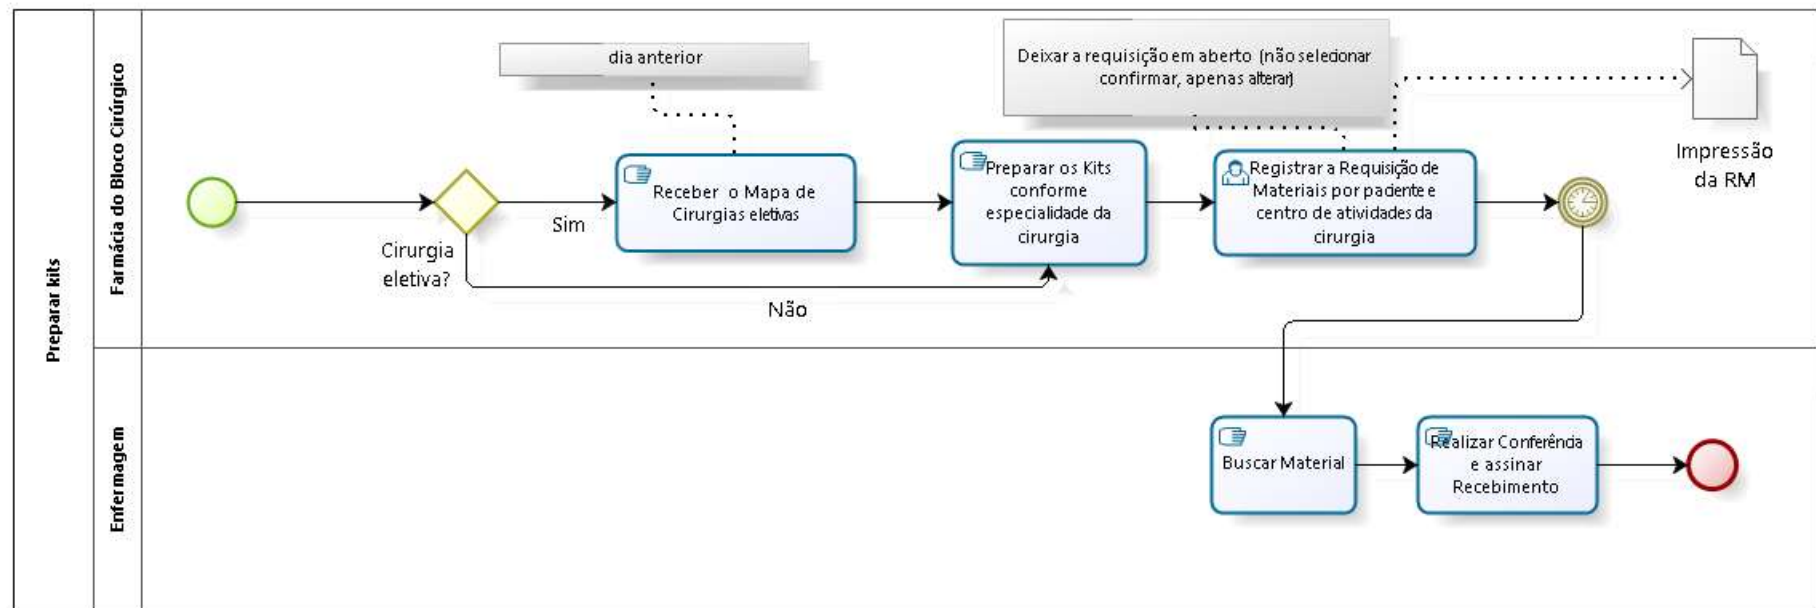 Preparar kits
Farmácia do Bloco Cirúrgico
dia anterior
Deixar a requisição em aberto (não selecionar
confirmar, apenas alterar)
Impressão
da RM
Cirurgia
eletiva?
Sim
Não
Receber o Mapa de
Cirurgias eletivas
Preparar os Kits
conforme
especialidade da
cirurgia
Registrar a Requisição de
Materiais por paciente e
centro de atividades da
cirurgia
Enfermagem
Buscar Material
Realizar Conferência
e assinar
Recebimento